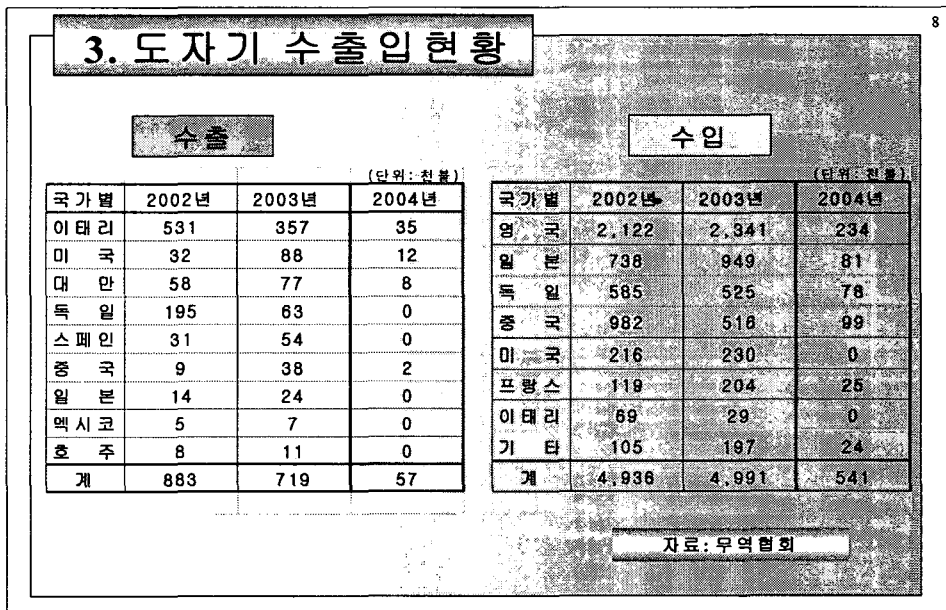 8
3. 도자기 수출입현황
수출
(단위: 천불)
국가별 2002년 2003년 2004년
이태리 531 357 35
미 국 32 88 12
대 만 58 77 8
독 일 195 63 0
스페인 31 54 0
중 국 9 38 2
일 본 14 24 0
멕시코 5 7 0
호 주 8 11 0
계 883 719 57
수입
(단위: 천불)
국가별 2002년 2003년 2004년
영 국 2,122 2,341 234
일 본 738 949 81
독 일 585 525 78
중 국 982 516 99
미 국 216 230 0
프랑스 119 204 25
이태리 69 29 0
기 타 105 197 24
계 4,936 4,991 541
자료: 무역협회